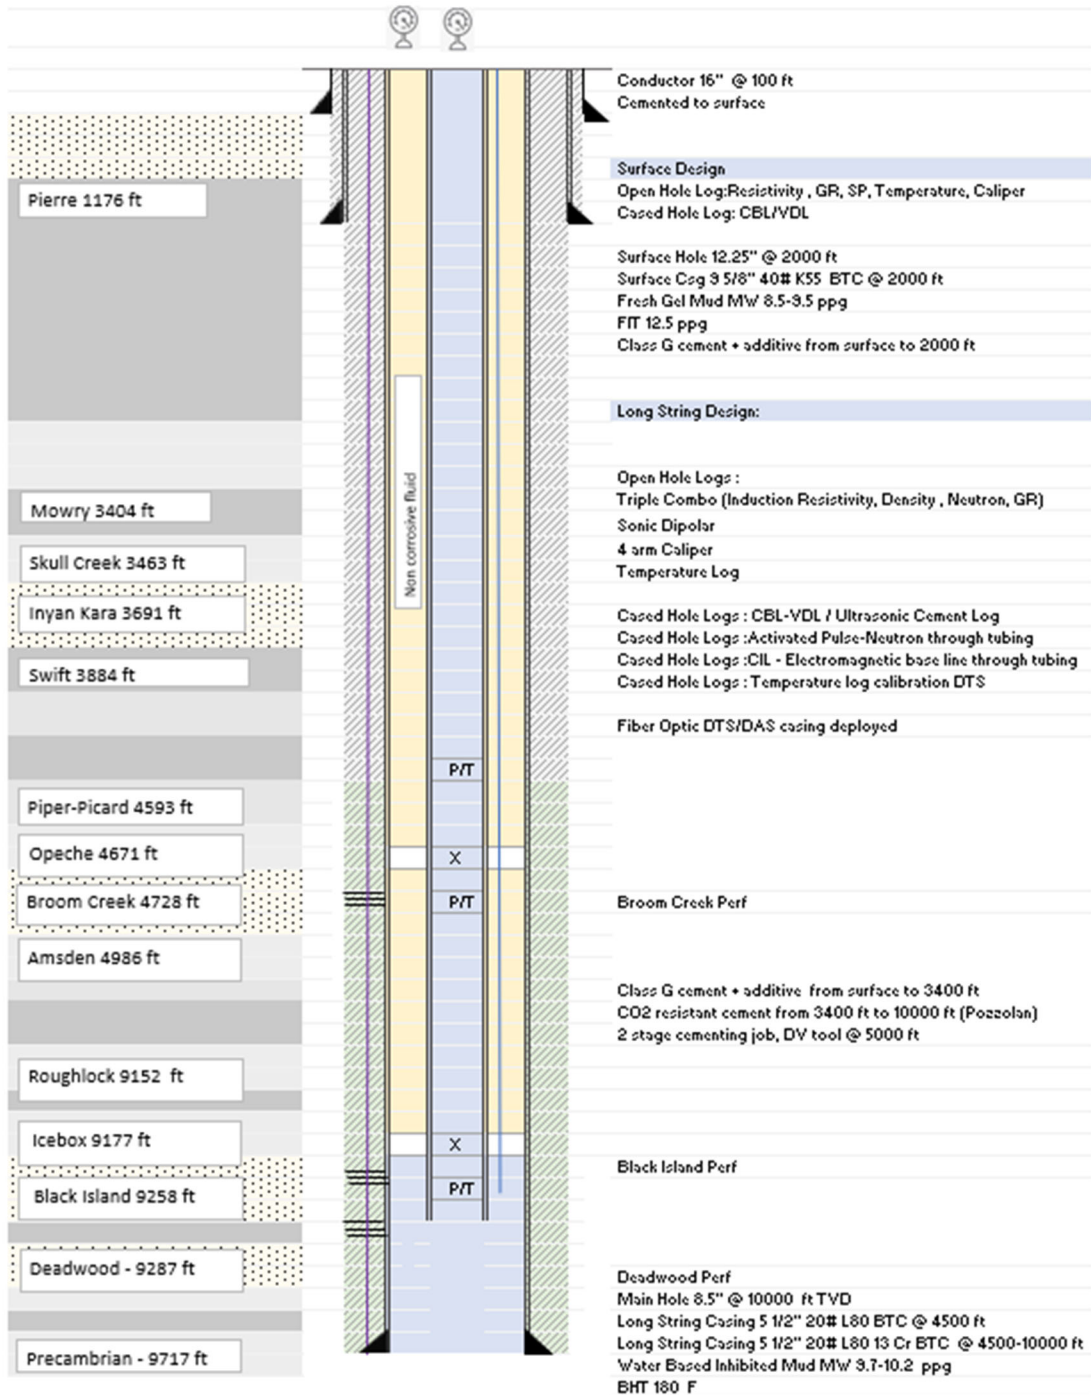 Conductor 16" @ 100 ft
Cemented to surface
Surface Design
Pierre 1176 ft
Open Hole Log:Resistivity , GR, SP, Temperature, Caliper
Cased Hole Log: CBL/VDL
Surface Hole 12.25" @ 2000 ft
Surface Csg 9 5/8" 40# K55 BTC @ 2000 ft
Fresh Gel Mud MW 8.5-9.5 ppg
FIT 12.5 ppg
Class G cement + additive from surface to 2000 ft
Long String Design:
Non corrosive fluid
Open Hole Logs :
Triple Combo (Induction Resistivity, Density , Neutron, GR)
Mowry 3404 ft
Sonic Dipolar
4 arm Caliper
Skull Creek 3463 ft
Temperature Log
Inyan Kara 3691 ft
Cased Hole Logs : CBL-VDL / Ultrasonic Cement Log
Cased Hole Logs :Activated Pulse-Neutron through tubing
Cased Hole Logs :CIL - Electromagnetic base line through tubing
Swift 3884 ft
Cased Hole Logs : Temperature log calibration DTS
Fiber Optic DTS/DAS casing deployed
P/T
Piper-Picard 4593 ft
Opeche 4671 ft
X
Broom Creek 4728 ft
P/T
Broom Creek Perf
Amsden 4986 ft
Class G cement + additive from surface to 3400 ft
CO2 resistant cement from 3400 ft to 10000 ft (Pozzolan)
2 stage cementing job, DV tool @ 5000 ft
Roughlock 9152 ft
Icebox 9177 ft
X
Black Island Perf
Black Island 9258 ft
P/T
Deadwood - 9287 ft
Deadwood Perf
Main Hole 8.5" @ 10000 ft TVD
Long String Casing 5 1/2" 20# L80 BTC @ 4500 ft
Long String Casing 5 1/2" 20# L80 13 Cr BTC @ 4500-10000 ft
Precambrian - 9717 ft
Water Based Inhibited Mud MW 9.7-10.2 ppg
BHT 180 F